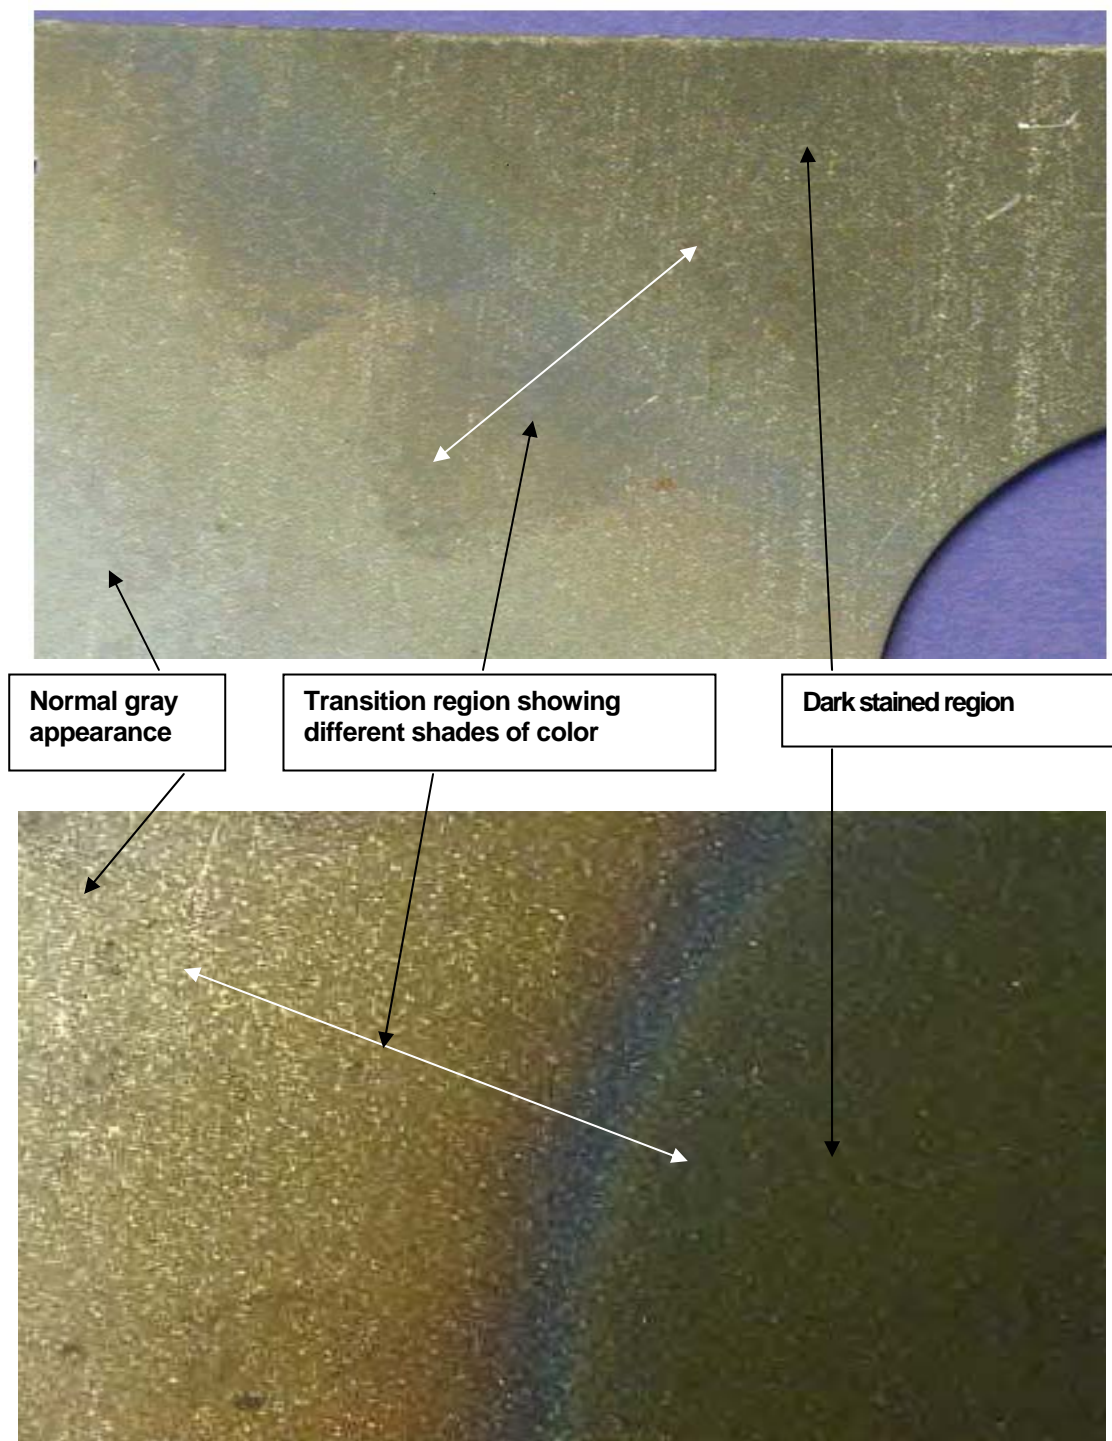 Normal gray
appearance
Transition region showing
different shades of color
Dark stained region